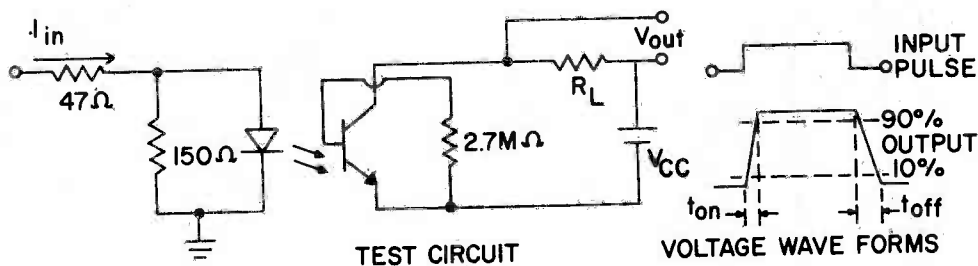 Iin
47Ω
150Ω
2.7MΩ
RL
Vout
VCC
TEST CIRCUIT
INPUT
PULSE
90%
OUTPUT
10%
ton
toff
VOLTAGE WAVE FORMS